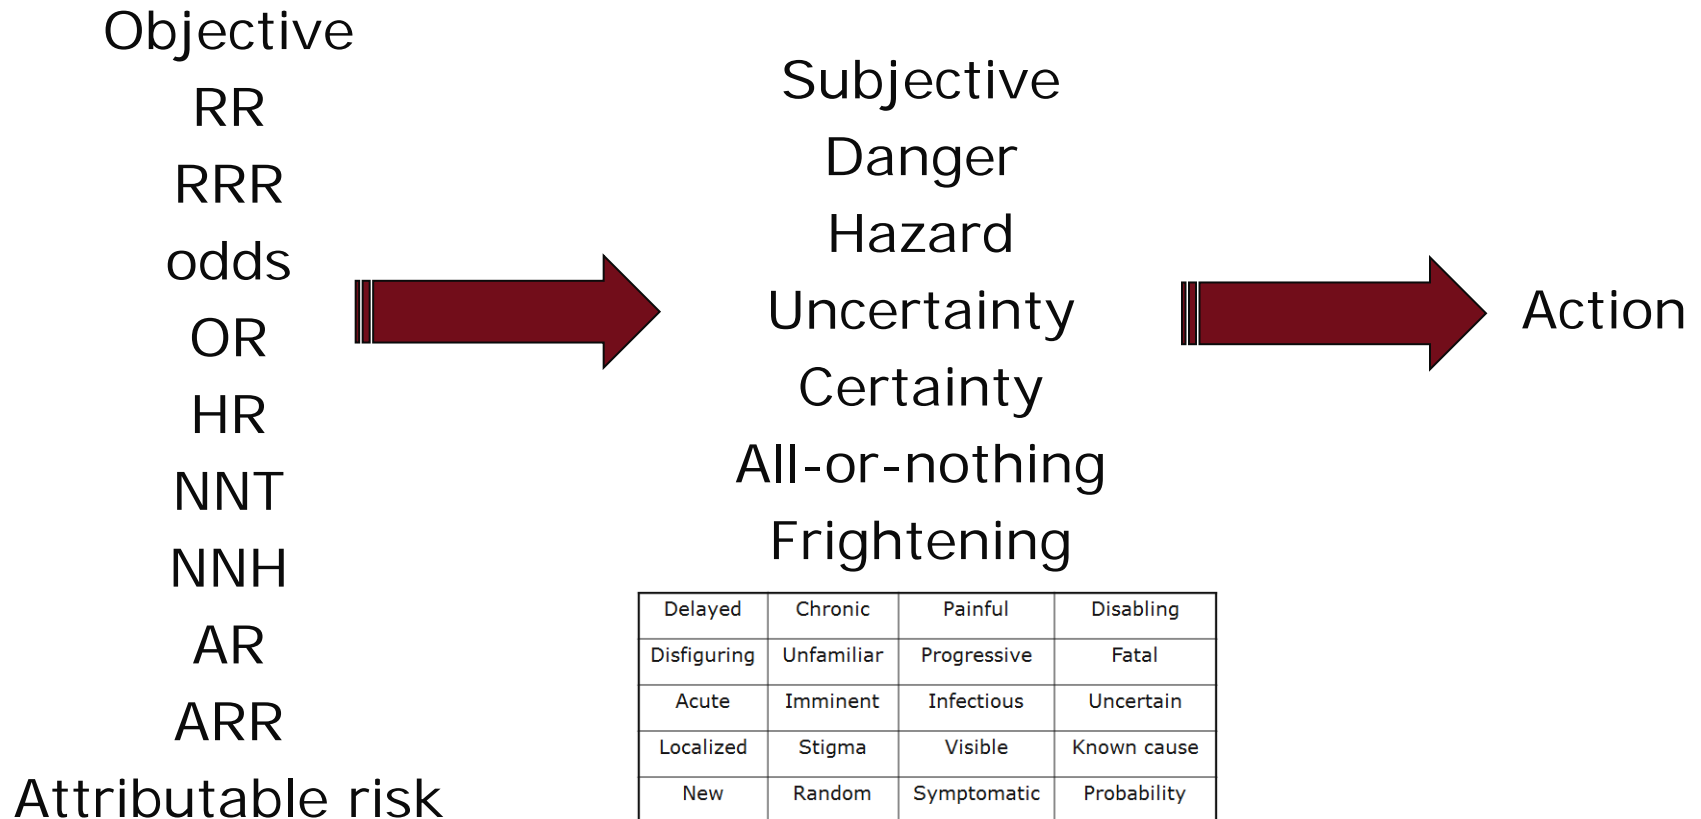 Objective
RR
RRR
odds
OR
HR
NNT
NNH
AR
ARR
Attributable risk
Subjective
Danger
Hazard
Uncertainty
Certainty
All-or-nothing
Frightening
Delayed Chronic Painful Disabling
Disfiguring Unfamiliar Progressive Fatal
Acute Imminent Infectious Uncertain
Localized Stigma Visible Known cause
New Random Symptomatic Probability
Action